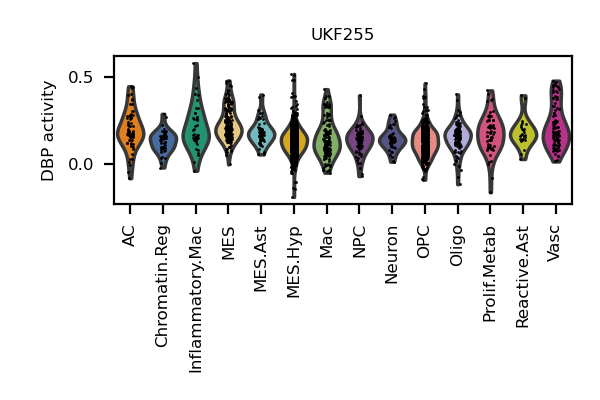 UKF255
DBP activity
0.5
0.0
AC
Chromatin.Reg
Inflammatory.Mac
MES
MES.Ast
MES.Hyp
Mac
NPC
Neuron
OPC
Oligo
Prolif.Metab
Reactive.Ast
Vasc